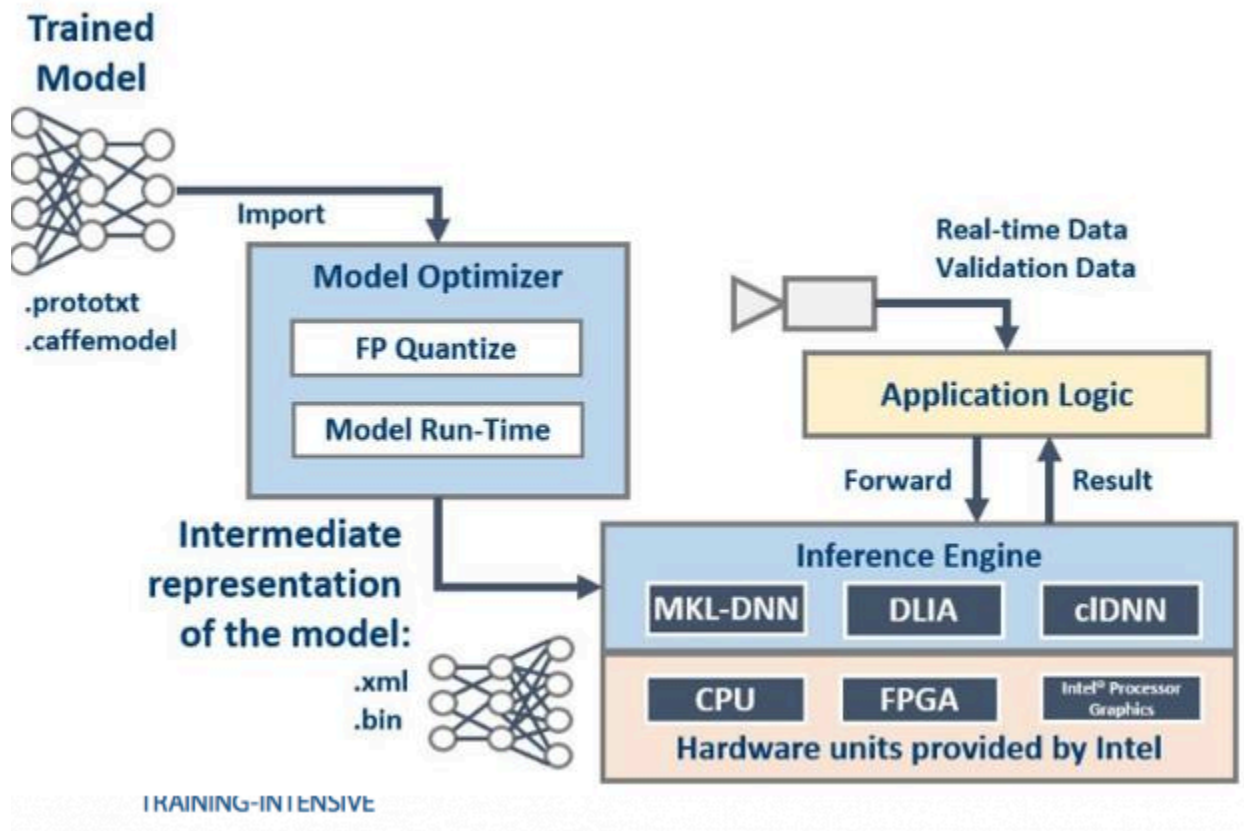 Trained
Model
Import
.prototxt
.caffemodel
Model Optimizer
FP Quantize
Model Run-Time
Real-time Data
Validation Data
Application Logic
Forward
Result
Intermediate
representation
of the model:
.xml
.bin
Inference Engine
MKL-DNN
DLIA
clDNN
CPU
FPGA
Intel® Processor
Graphics
Hardware units provided by Intel
TRAINING-INTENSIVE